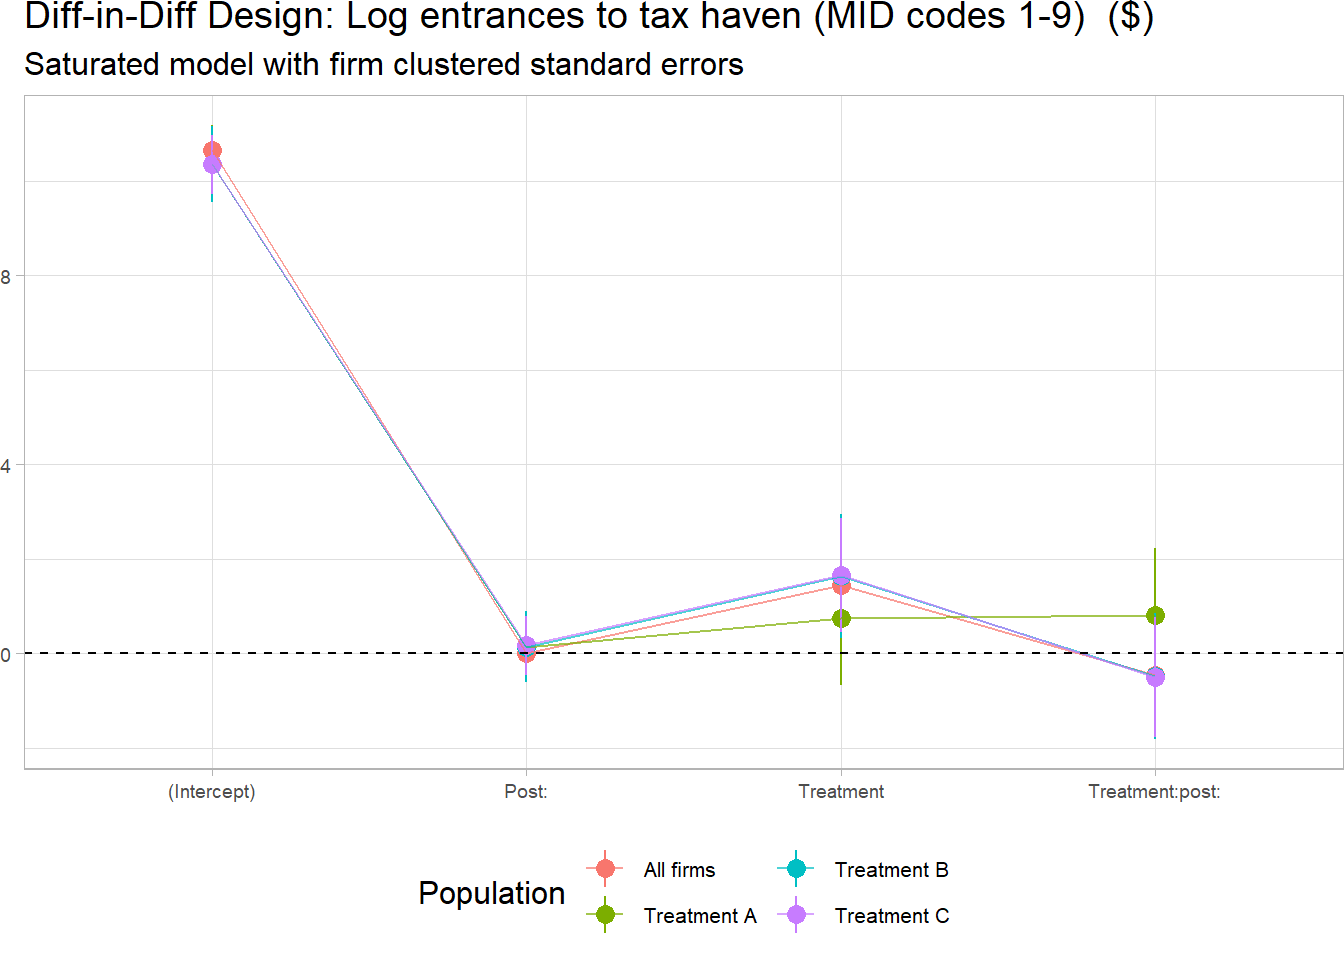 Diff-in-Diff Design: Log entrances to tax haven (MID codes 1-9)  ($)
Saturated model with firm clustered standard errors
8
4
0
(Intercept)
Post:
Treatment
Treatment:post:
Population
All firms
Treatment A
Treatment B
Treatment C